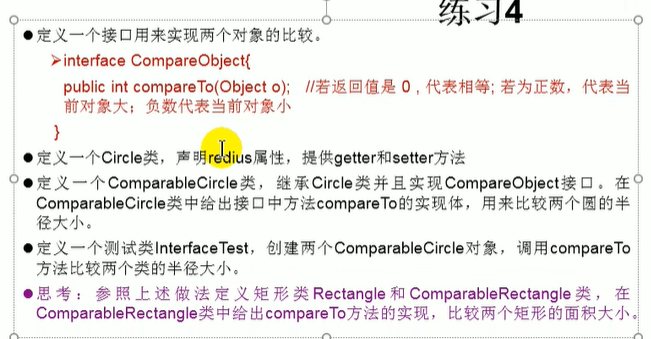 练习4
●定义一个接口用来实现两个对象的比较。
➢interface CompareObject{
public int compareTo(Object o); //若返回值是 0 , 代表相等; 若为正数，代表当
前对象大；负数代表当前对象小
}
●定义一个Circle类，声明redius属性，提供getter和setter方法
●定义一个ComparableCircle类，继承Circle类并且实现CompareObject接口。在
ComparableCircle类中给出接口中方法compareTo的实现体，用来比较两个圆的半
径大小。
●定义一个测试类InterfaceTest，创建两个ComparableCircle对象，调用compareTo
方法比较两个类的半径大小。
●思考：参照上述做法定义矩形类Rectangle和ComparableRectangle类，在
ComparableRectangle类中给出compareTo方法的实现，比较两个矩形的面积大小。